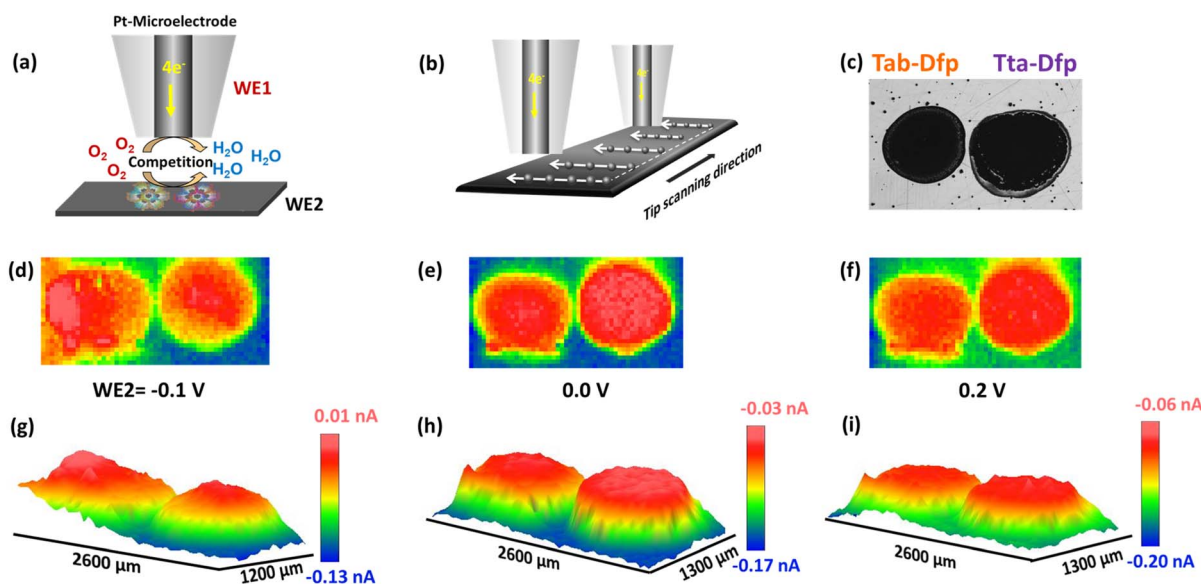 Pt-Microelectrode
(a)
4e-
WE1
O₂ O₂
O₂
Competition
H₂O
H₂O
H₂O
WE2
(b)
4e-
4e-
Tip scanning direction
(c)
Tab-Dfp Tta-Dfp
(d)
(e)
(f)
WE2= -0.1 V
0.0 V
0.2 V
(g)
0.01 nA
-0.13 nA
2600 µm
1200 µm
(h)
-0.03 nA
-0.17 nA
2600 µm
1300 µm
(i)
-0.06 nA
-0.20 nA
2600 µm
1300 µm